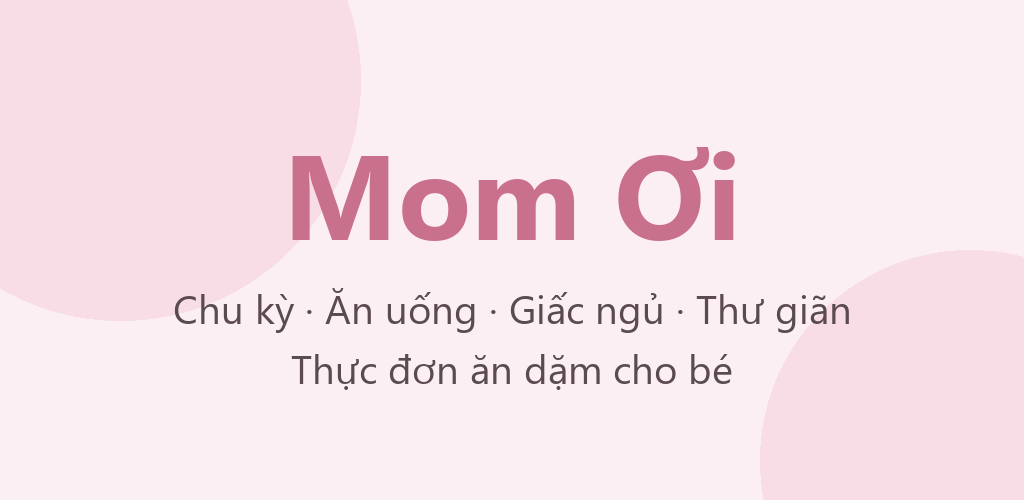 Mom Ơi
Chu kỳ · Ăn uống · Giấc ngủ · Thư giãn
Thực đơn ăn dặm cho bé